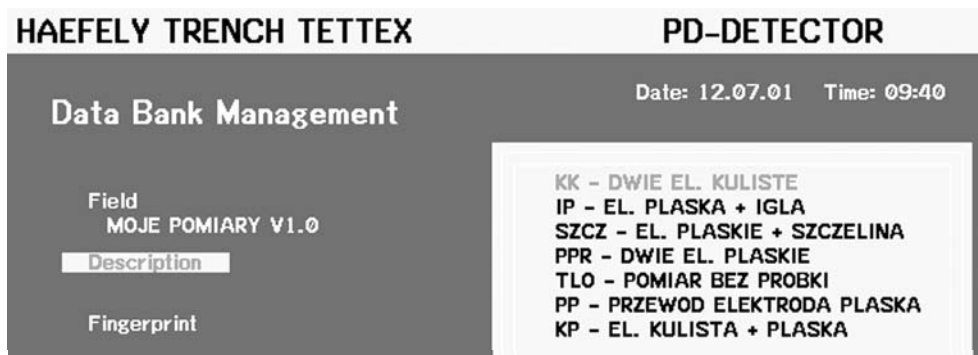 HAEFELY TRENCH TETTEX
PD-DETECTOR
Data Bank Management
Date: 12.07.01 Time: 09:40
Field
MOJE POMIARY V1.0
Description
Fingerprint
KK - DWIE EL. KULISTE
IP - EL. PLASKA + IGLA
SZCZ - EL. PLASKIE + SZCZELINA
PPR - DWIE EL. PLASKIE
TLO - POMIAR BEZ PROBKI
PP - PRZEWOD ELEKTRODA PLASKA
KP - EL. KULISTA + PLASKA